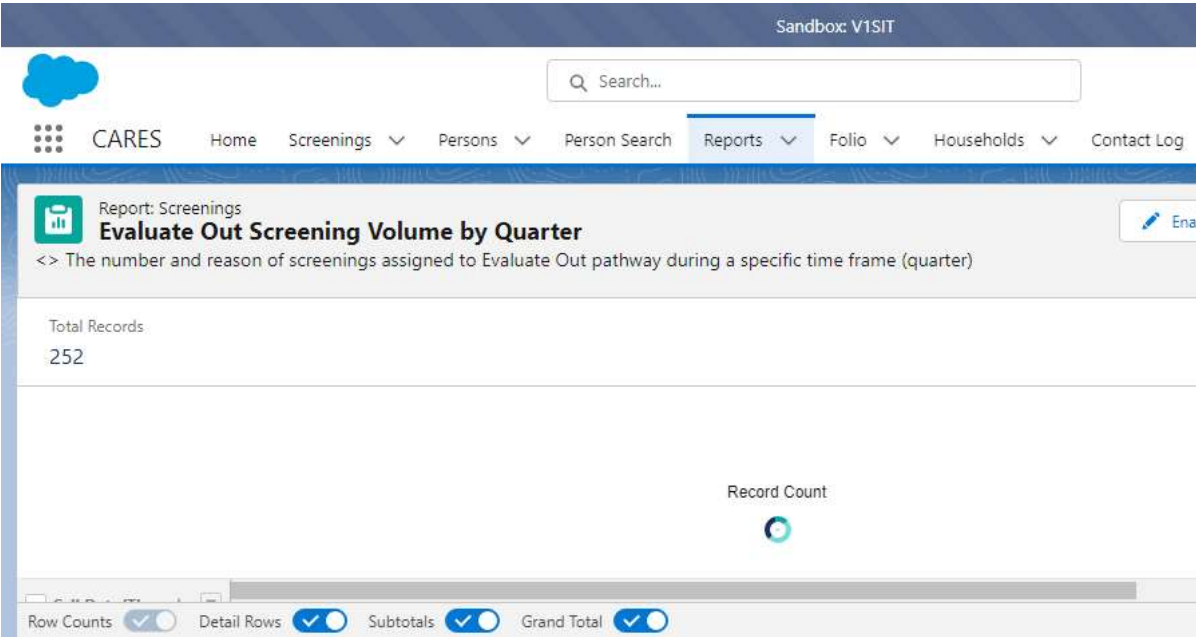 Sandbox: V1SIT
Search...
CARES Home Screenings Persons Person Search Reports Folio Households Contact Log
Report: Screenings
Evaluate Out Screening Volume by Quarter
Ena
<> The number and reason of screenings assigned to Evaluate Out pathway during a specific time frame (quarter)
Total Records
252
Record Count
Row Counts Detail Rows Subtotals Grand Total